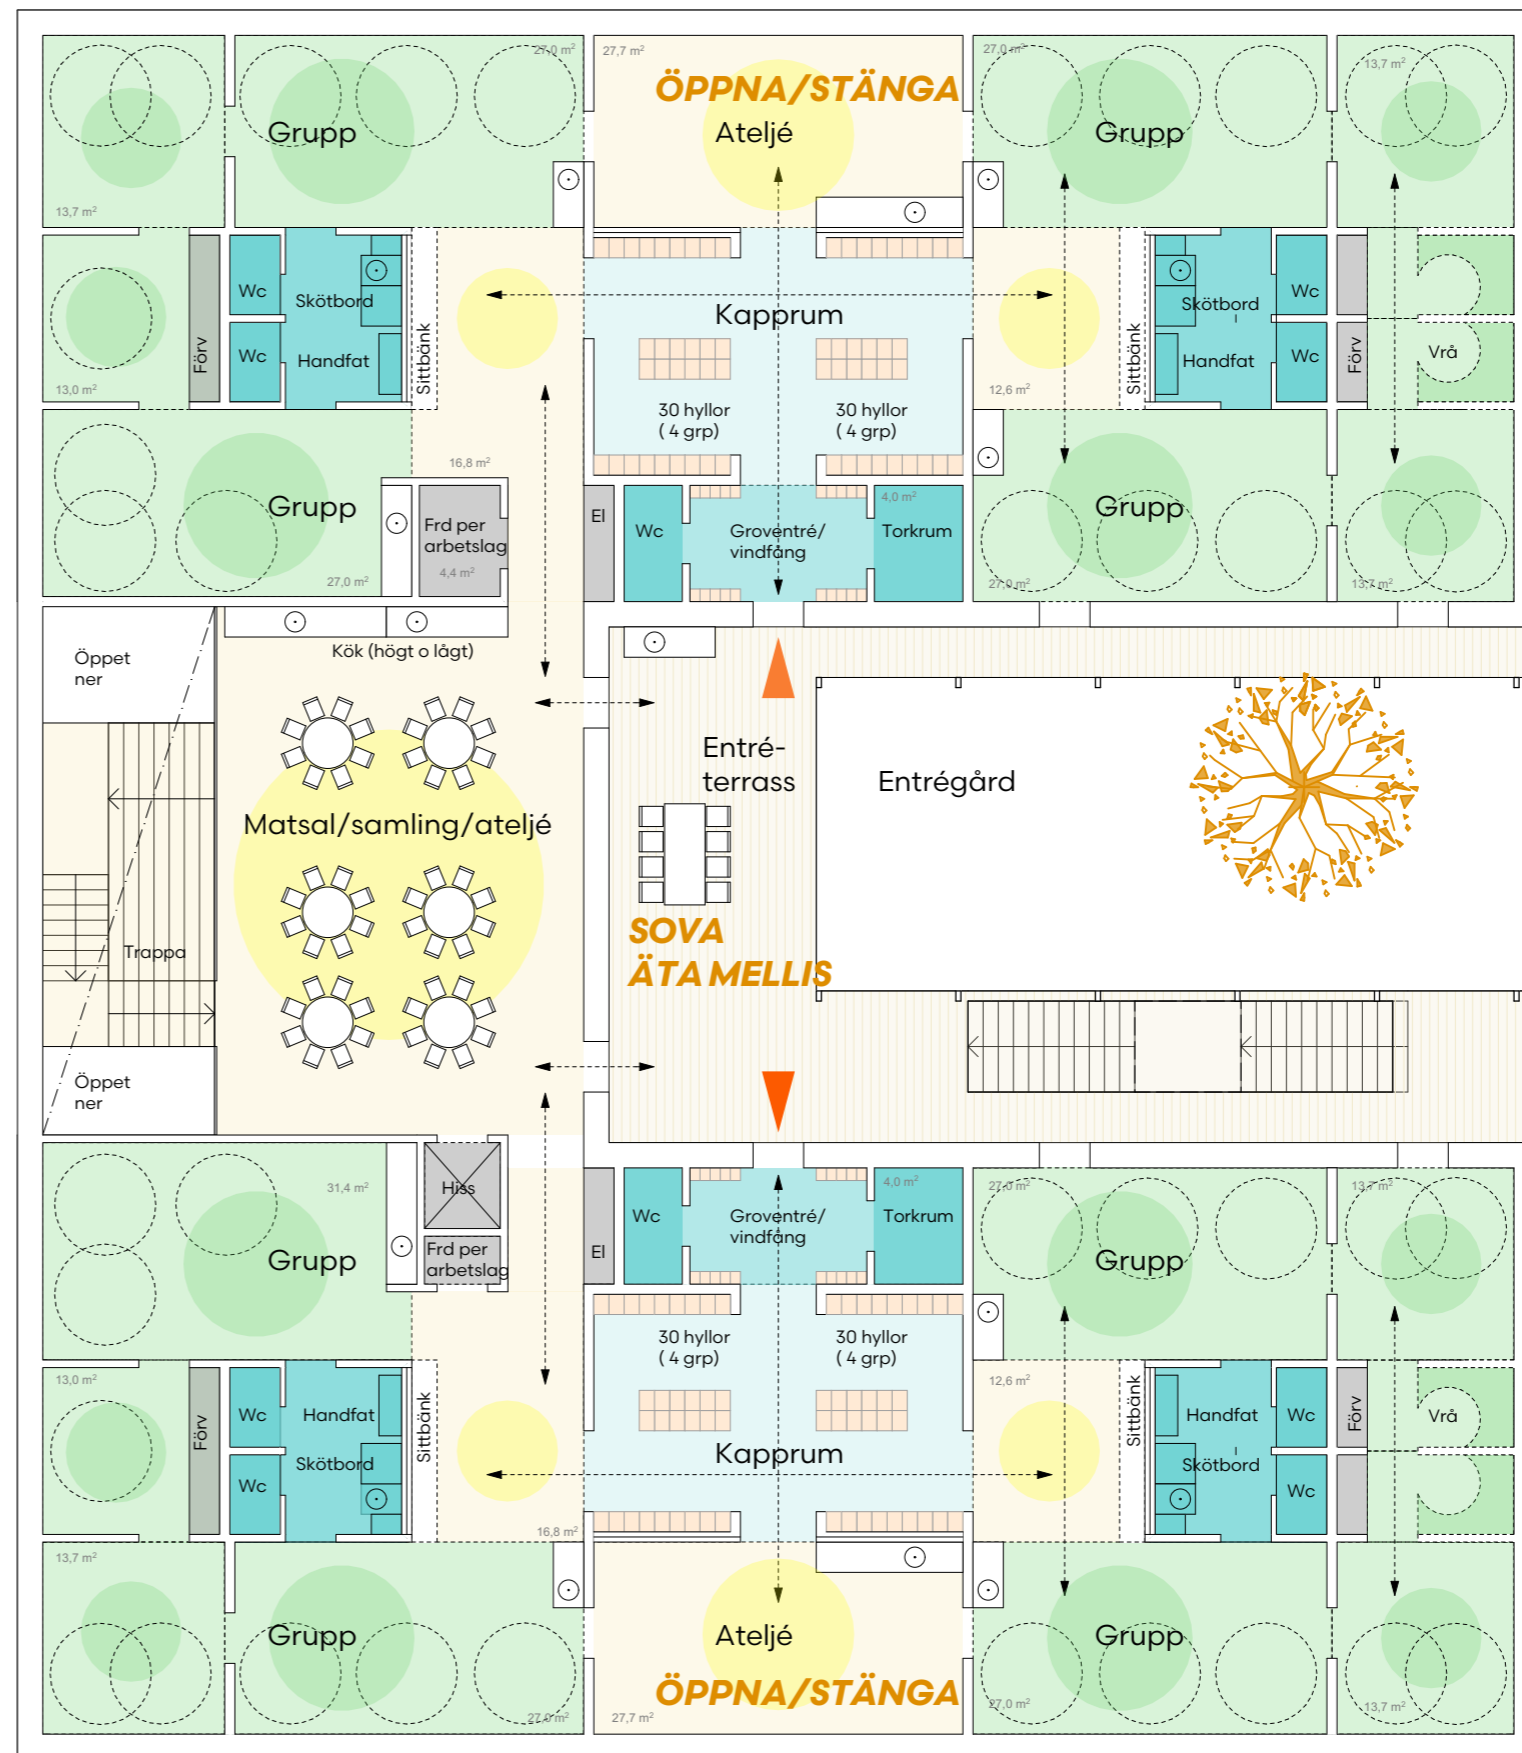 27,0 m²
27,7 m²
27,0 m²
13,7 m²
ÖPPNA/STÄNGA
Grupp
Ateljé
Grupp
13,7 m²
Wc
Skötbord
Förv
Wc
Handfat
Sittbänk
13,0 m²
Kapprum
30 hyllor
( 4 grp)
30 hyllor
( 4 grp)
Sittbänk
Skötbord
Wc
Handfat
Wc
Förv
Vrå
12,6 m²
16,8 m²
Grupp
27,0 m²
Frd per
arbetslag
4,4 m²
El
Wc
Groventré/
vindfång
4,0 m²
Torkrum
Grupp
27,0 m²
13,7 m²
Öppet
ner
Kök (högt o lågt)
Entré-
terrass
Entrégård
Matsal/samling/ateljé
SOVA
ÄTA MELLIS
Trappa
Öppet
ner
31,4 m²
Grupp
Hiss
Frd per
arbetslag
El
Wc
Groventré/
vindfång
4,0 m²
Torkrum
27,0 m²
13,7 m²
Grupp
30 hyllor
( 4 grp)
30 hyllor
( 4 grp)
13,0 m²
Förv
Wc
Handfat
Wc
Skötbord
Sittbänk
Kapprum
12,6 m²
Sittbänk
Handfat
Wc
Skötbord
Wc
Förv
Vrå
16,8 m²
13,7 m²
Grupp
Ateljé
Grupp
ÖPPNA/STÄNGA
27,0 m²
27,7 m²
27,0 m²
13,7 m²